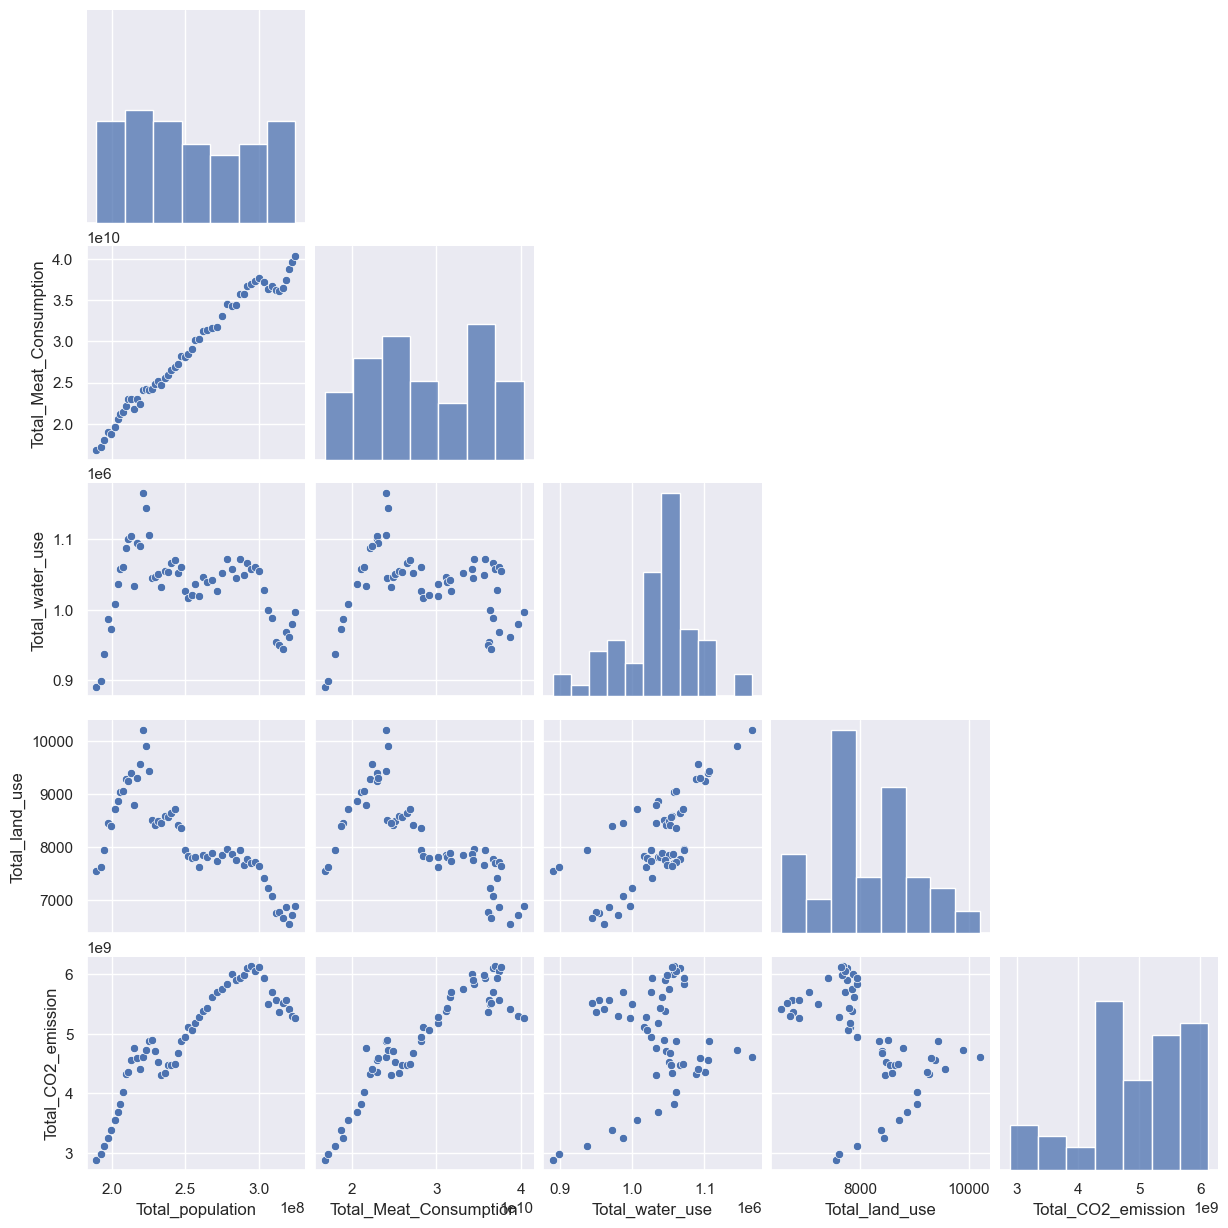 1e10
4.0
3.5
3.0
2.5
2.0
Total_Meat_Consumption
1e6
1.1
1.0
0.9
Total_water_use
10000
9000
8000
7000
Total_land_use
1e9
6
5
4
3
Total_CO2_emission
2.0 2.5 3.0
Total_population 1e8
2 3 4
Total_Meat_Consumption 1e10
0.9 1.0 1.1
Total_water_use 1e6
8000 10000
Total_land_use
3 4 5 6
Total_CO2_emission 1e9